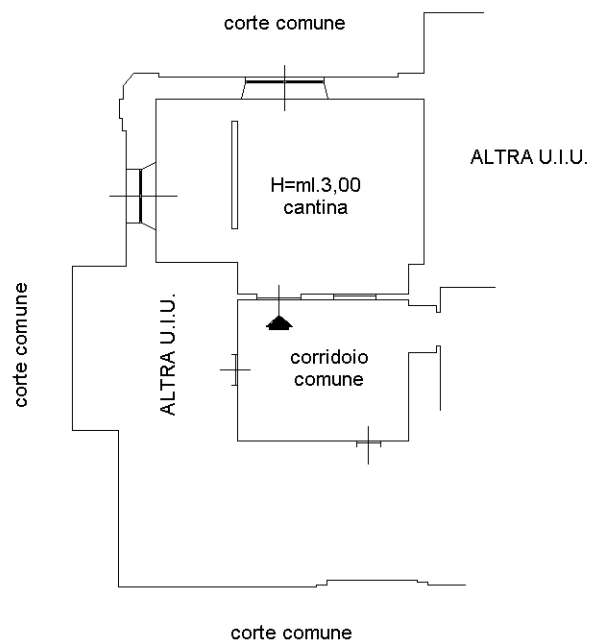 corte comune
ALTRA U.I.U.
H=ml.3,00
cantina
corte comune
ALTRA U.I.U.
corridoio
comune
corte comune